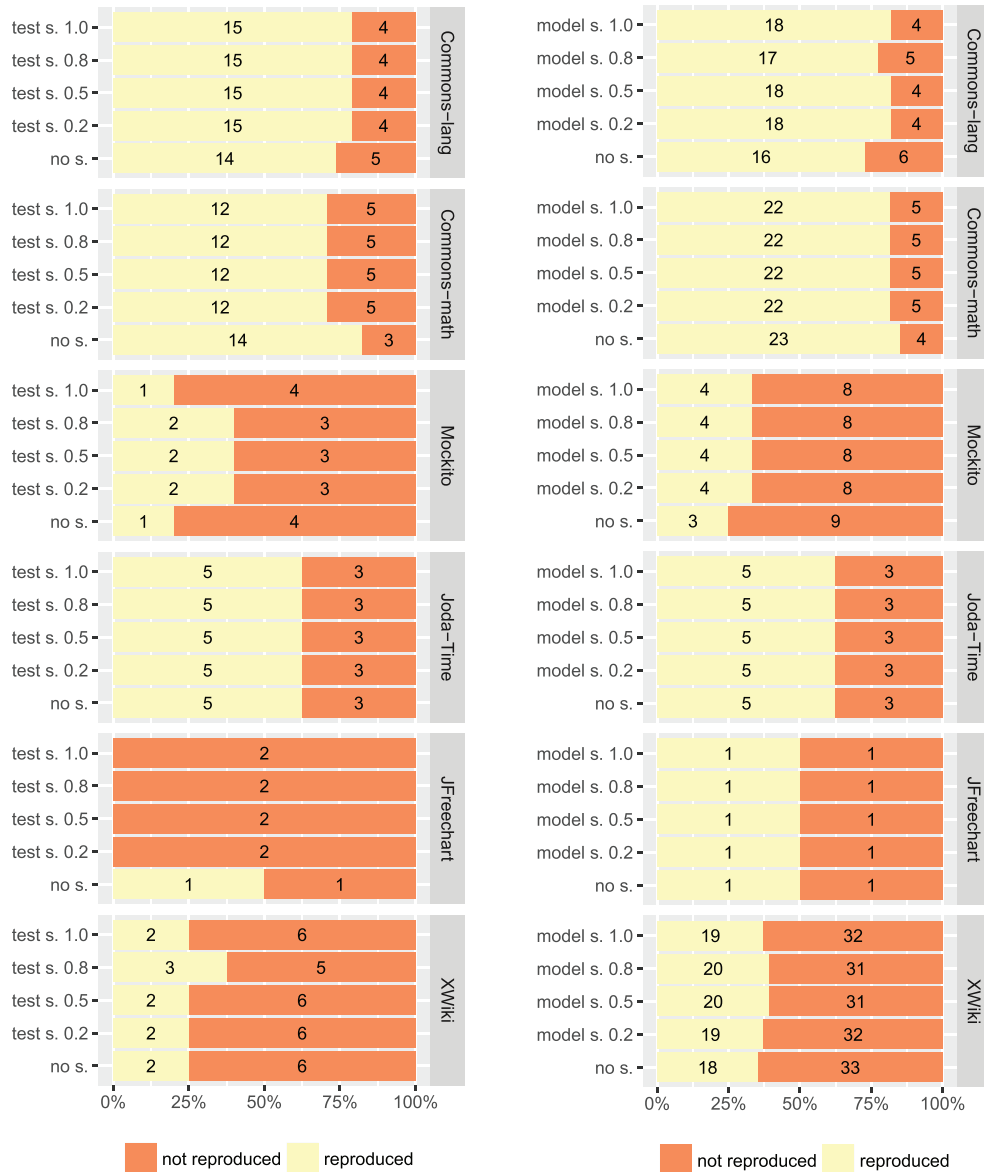 test s. 1.0 15 4
test s. 0.8 15 4
test s. 0.5 15 4
test s. 0.2 15 4
no s. 14 5
Commons-lang
test s. 1.0 12 5
test s. 0.8 12 5
test s. 0.5 12 5
test s. 0.2 12 5
no s. 14 3
Commons-math
test s. 1.0 1 4
test s. 0.8 2 3
test s. 0.5 2 3
test s. 0.2 2 3
no s. 1 4
Mockito
test s. 1.0 5 3
test s. 0.8 5 3
test s. 0.5 5 3
test s. 0.2 5 3
no s. 5 3
Joda-Time
test s. 1.0 2
test s. 0.8 2
test s. 0.5 2
test s. 0.2 2
no s. 1 1
JFreechart
test s. 1.0 2 6
test s. 0.8 3 5
test s. 0.5 2 6
test s. 0.2 2 6
no s. 2 6
XWiki
0% 25% 50% 75% 100%
not reproduced reproduced
model s. 1.0 18 4
model s. 0.8 17 5
model s. 0.5 18 4
model s. 0.2 18 4
no s. 16 6
Commons-lang
model s. 1.0 22 5
model s. 0.8 22 5
model s. 0.5 22 5
model s. 0.2 22 5
no s. 23 4
Commons-math
model s. 1.0 4 8
model s. 0.8 4 8
model s. 0.5 4 8
model s. 0.2 4 8
no s. 3 9
Mockito
model s. 1.0 5 3
model s. 0.8 5 3
model s. 0.5 5 3
model s. 0.2 5 3
no s. 5 3
Joda-Time
model s. 1.0 1 1
model s. 0.8 1 1
model s. 0.5 1 1
model s. 0.2 1 1
no s. 1 1
JFreechart
model s. 1.0 19 32
model s. 0.8 20 31
model s. 0.5 20 31
model s. 0.2 19 32
no s. 18 33
XWiki
0% 25% 50% 75% 100%
not reproduced reproduced